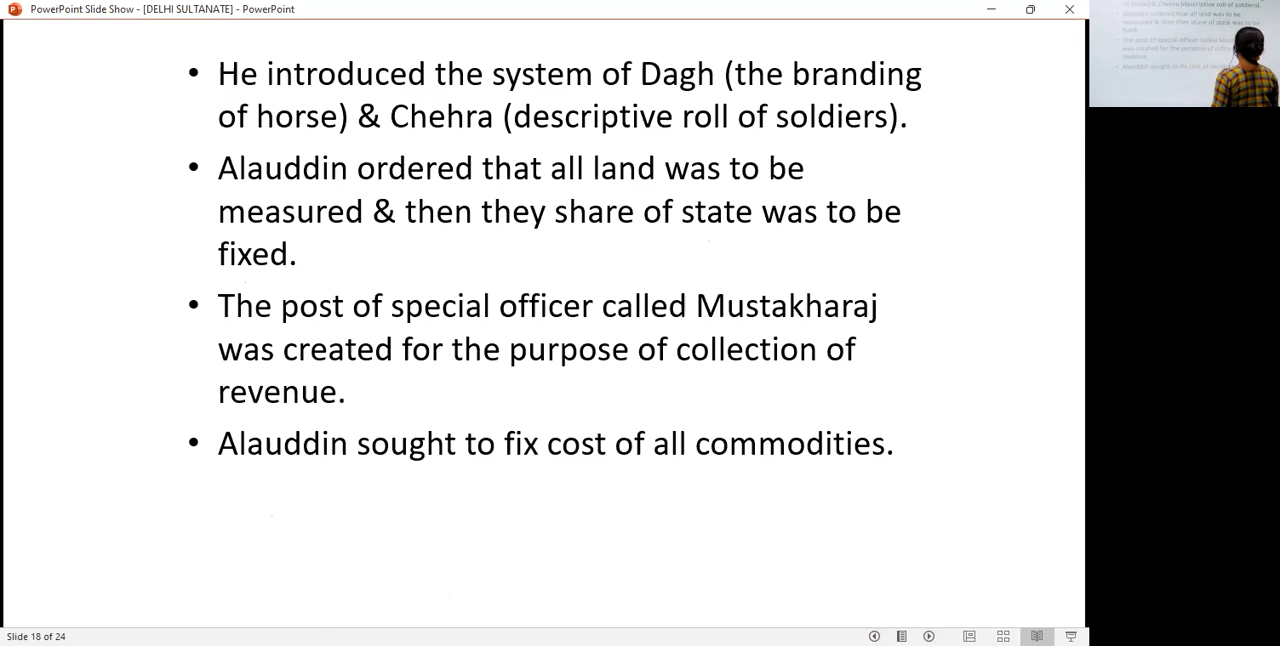 PowerPoint Slide Show - [DELHI SULTANATE] - PowerPoint
• He introduced the system of Dagh (the branding
of horse) & Chehra (descriptive roll of soldiers).
• Alauddin ordered that all land was to be
measured & then they share of state was to be
fixed.
• The post of special officer called Mustakharaj
was created for the purpose of collection of
revenue.
• Alauddin sought to fix cost of all commodities.
Slide 18 of 24